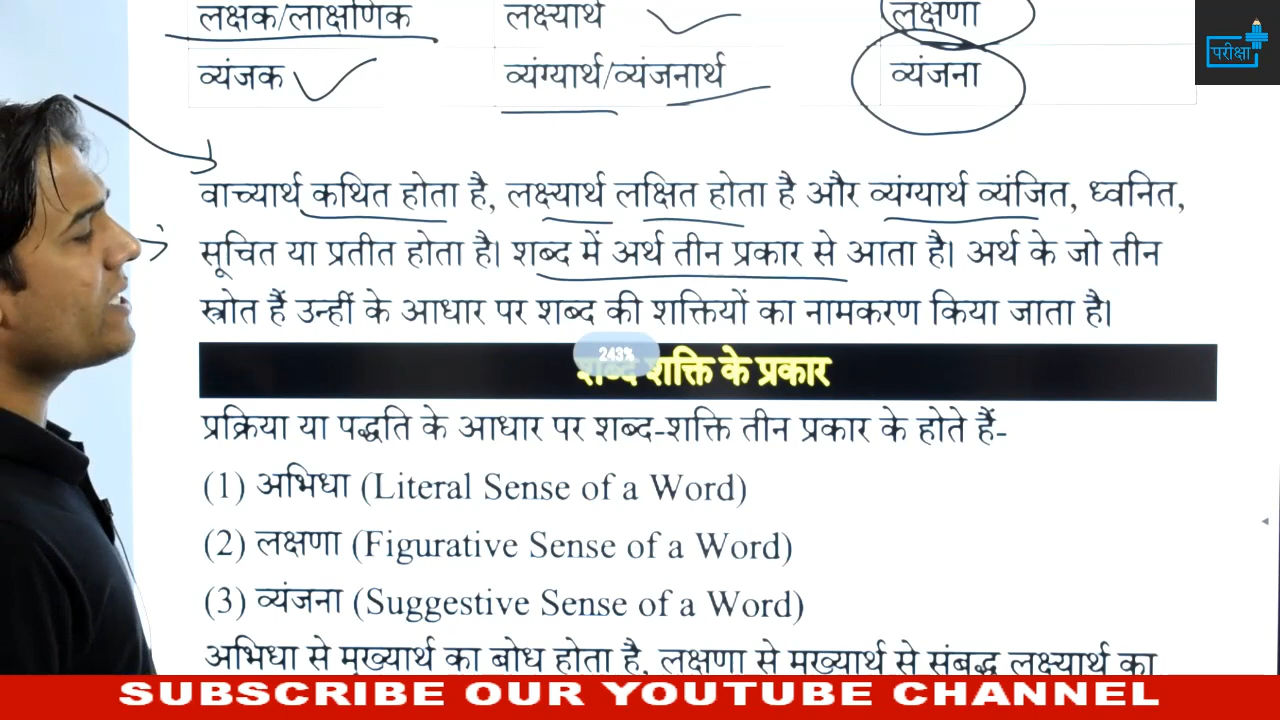 लक्षक/लाक्षणिक लक्ष्यार्थ लक्षणा
व्यंजक व्यंग्यार्थ/व्यंजनार्थ व्यंजना
परीक्षा
वाच्यार्थ कथित होता है, लक्ष्यार्थ लक्षित होता है और व्यंग्यार्थ व्यंजित, ध्वनित,
सूचित या प्रतीत होता है। शब्द में अर्थ तीन प्रकार से आता है। अर्थ के जो तीन
स्त्रोत हैं उन्हीं के आधार पर शब्द की शक्तियों का नामकरण किया जाता है।
243%
शब्द शक्ति के प्रकार
प्रक्रिया या पद्धति के आधार पर शब्द-शक्ति तीन प्रकार के होते हैं-
(1) अभिधा (Literal Sense of a Word)
(2) लक्षणा (Figurative Sense of a Word)
(3) व्यंजना (Suggestive Sense of a Word)
अभिधा से मुख्यार्थ का बोध होता है, लक्षणा से मुख्यार्थ से संबद्ध लक्ष्यार्थ का
SUBSCRIBE OUR YOUTUBE CHANNEL